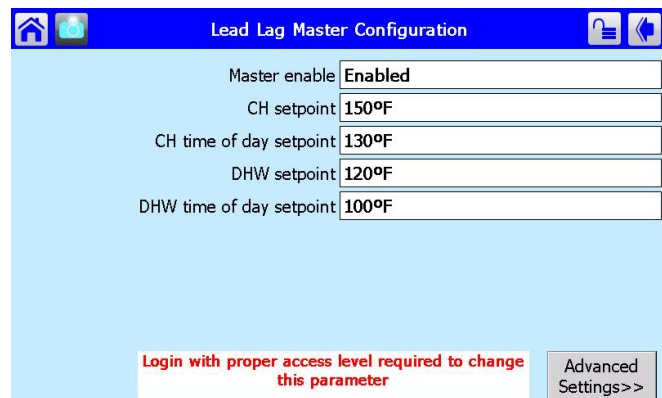 Lead Lag Master Configuration
Master enable Enabled
CH setpoint 150ºF
CH time of day setpoint 130ºF
DHW setpoint 120ºF
DHW time of day setpoint 100ºF
Login with proper access level required to change
this parameter
Advanced
Settings>>